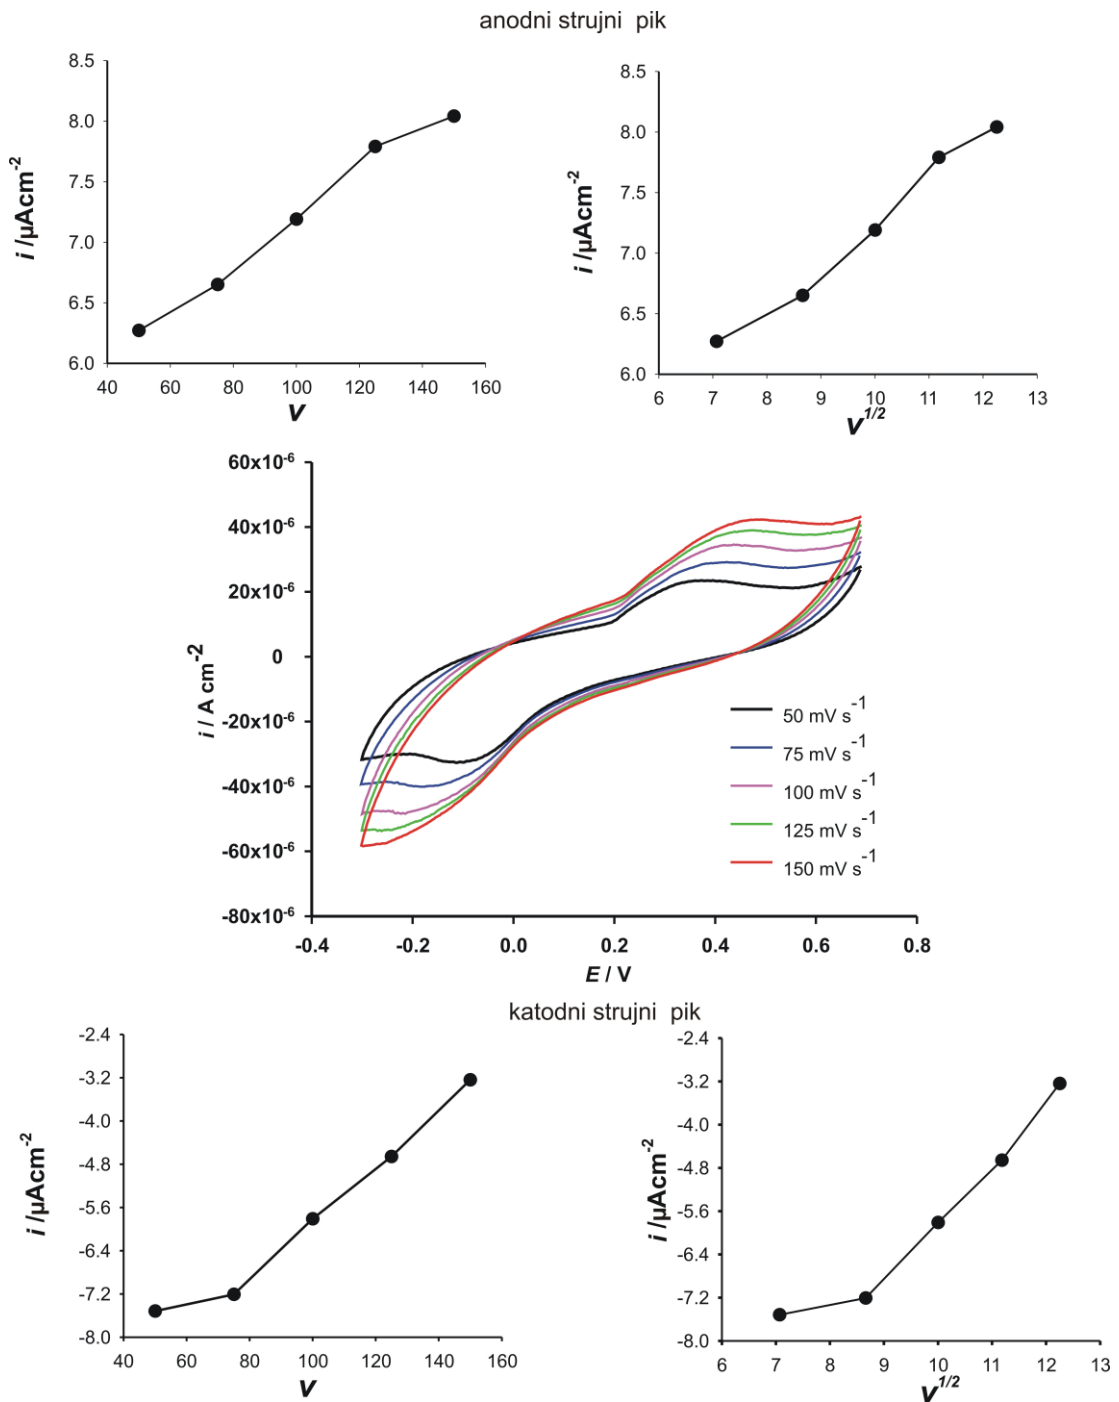 anodni strujni pik
8.5
8.0
7.5
7.0
6.5
6.0
i /µAcm-2
40 60 80 100 120 140 160
V
8.5
8.0
7.5
7.0
6.5
6.0
i /µAcm-2
6 7 8 9 10 11 12 13
V1/2
60x10-6
40x10-6
20x10-6
0
-20x10-6
-40x10-6
-60x10-6
-80x10-6
i / A cm-2
50 mV s-1
75 mV s-1
100 mV s-1
125 mV s-1
150 mV s-1
-0.4 -0.2 0.0 0.2 0.4 0.6 0.8
E / V
katodni strujni pik
-2.4
-3.2
-4.0
-4.8
-5.6
-6.4
-7.2
-8.0
i /µAcm-2
40 60 80 100 120 140 160
V
-2.4
-3.2
-4.0
-4.8
-5.6
-6.4
-7.2
-8.0
i /µAcm-2
6 7 8 9 10 11 12 13
V1/2